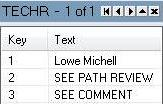 TECHR - 1 of 1
Key Text
1 Lowe Michell
2 SEE PATH REVIEW
3 SEE COMMENT